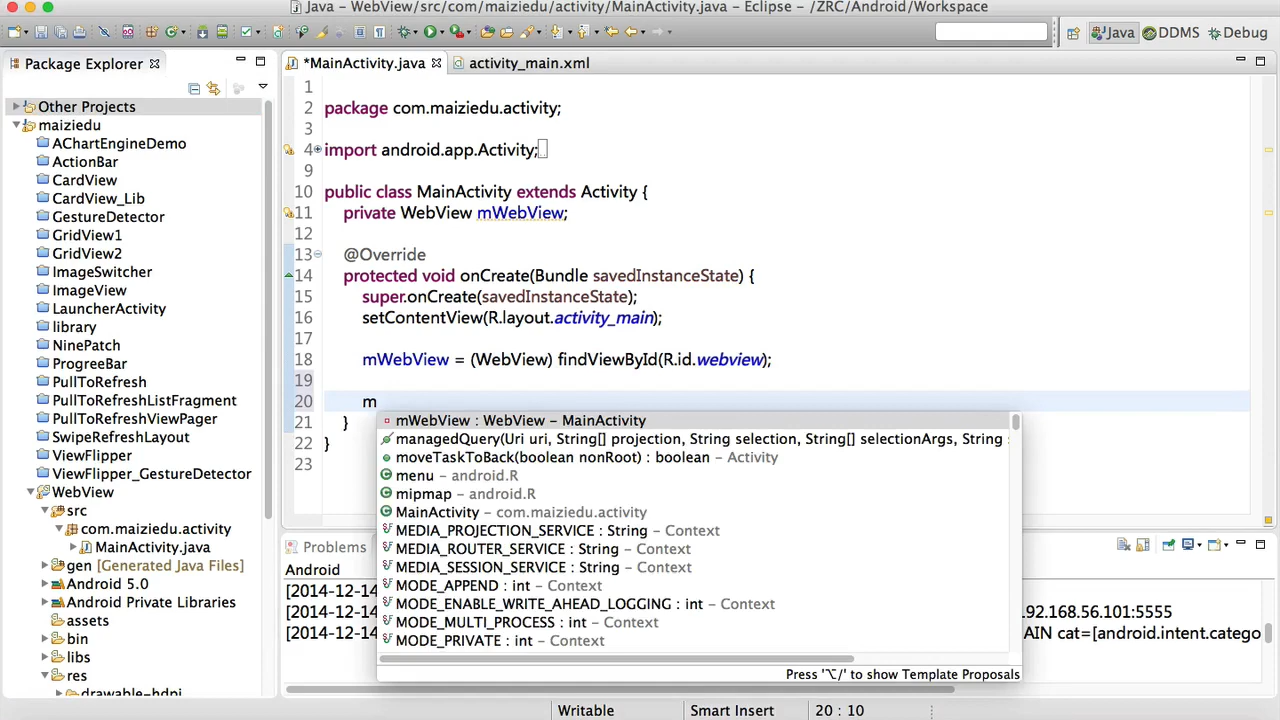 Java – WebView/src/com/maiziedu/activity/MainActivity.java – Eclipse – /ZRC/Android/Workspace
Java
DDMS
Debug
Package Explorer
*MainActivity.java
activity_main.xml
Other Projects
maiziedu
AChartEngineDemo
ActionBar
CardView
CardView_Lib
GestureDetector
GridView1
GridView2
ImageSwitcher
ImageView
LauncherActivity
library
NinePatch
ProgreeBar
PullToRefresh
PullToRefreshListFragment
PullToRefreshViewPager
SwipeRefreshLayout
ViewFlipper
ViewFlipper_GestureDetector
WebView
src
com.maiziedu.activity
MainActivity.java
gen [Generated Java Files]
Android 5.0
Android Private Libraries
assets
bin
libs
res
drawable-hdpi
1
2 package com.maiziedu.activity;
3
4 import android.app.Activity;
9
10 public class MainActivity extends Activity {
11 private WebView mWebView;
12
13 @Override
14 protected void onCreate(Bundle savedInstanceState) {
15 super.onCreate(savedInstanceState);
16 setContentView(R.layout.activity_main);
17
18 mWebView = (WebView) findViewById(R.id.webview);
19
20 m
21 }
22 }
23
mWebView : WebView – MainActivity
managedQuery(Uri uri, String[] projection, String selection, String[] selectionArgs, String
moveTaskToBack(boolean nonRoot) : boolean – Activity
menu – android.R
mipmap – android.R
MainActivity – com.maiziedu.activity
MEDIA_PROJECTION_SERVICE : String – Context
MEDIA_ROUTER_SERVICE : String – Context
MEDIA_SESSION_SERVICE : String – Context
MODE_APPEND : int – Context
MODE_ENABLE_WRITE_AHEAD_LOGGING : int – Context
MODE_MULTI_PROCESS : int – Context
MODE_PRIVATE : int – Context
Press '⌥/' to show Template Proposals
Problems
Android
[2014-12-14
[2014-12-14 92.168.56.101:5555
[2014-12-14 AIN cat=[android.intent.catego
Writable
Smart Insert
20 : 10